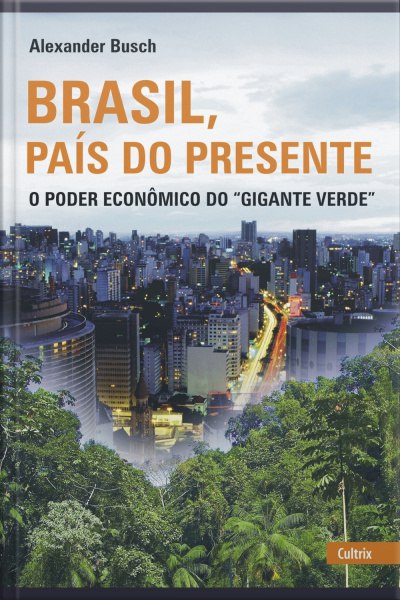 Alexander Busch
BRASIL,
PAÍS DO PRESENTE
O PODER ECONÔMICO DO “GIGANTE VERDE”
Cultrix